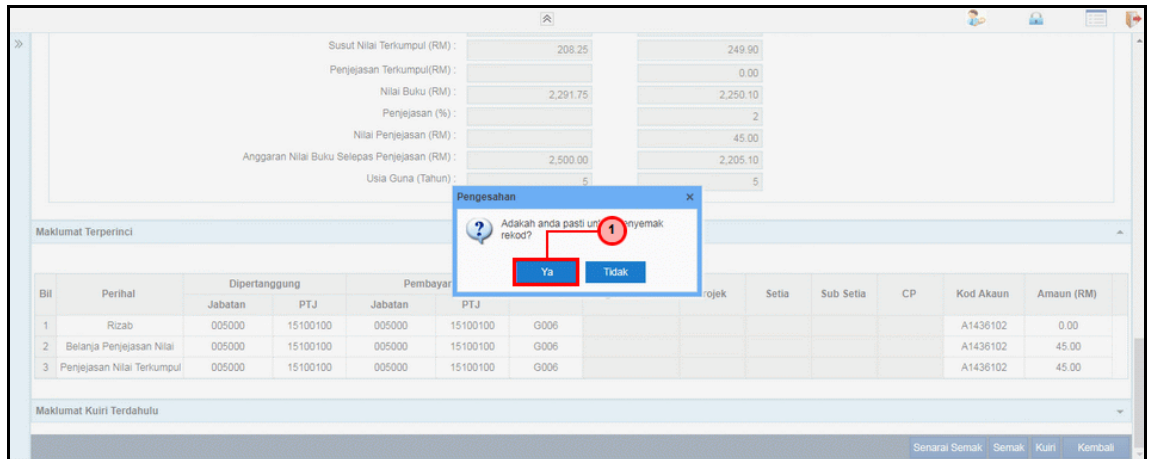 Susut Nilai Terkumpul (RM) : 208.25 249.90
Penjejasan Terkumpul(RM) : 0.00
Nilai Buku (RM) : 2,291.75 2,250.10
Penjejasan (%) : 2
Nilai Penjejasan (RM) : 45.00
Anggaran Nilai Buku Selepas Penjejasan (RM) : 2,500.00 2,205.10
Usia Guna (Tahun) : 5 5
Pengesahan ×
Adakah anda pasti
rekod?
1
Ya Tidak
Maklumat Terperinci
Bil Perihal Dipertanggung Setia Sub Setia CP Kod Akaun Amaun (RM)
Jabatan PTJ Jabatan PTJ
1 Rizab 005000 15100100 005000 15100100 G006 A1436102 0.00
2 Belanja Penjejasan Nilai 005000 15100100 005000 15100100 G006 A1436102 45.00
3 Penjejasan Nilai Terkumpul 005000 15100100 005000 15100100 G006 A1436102 45.00
Maklumat Kuiri Terdahulu
Senarai Semak Semak Kuiri Kembali